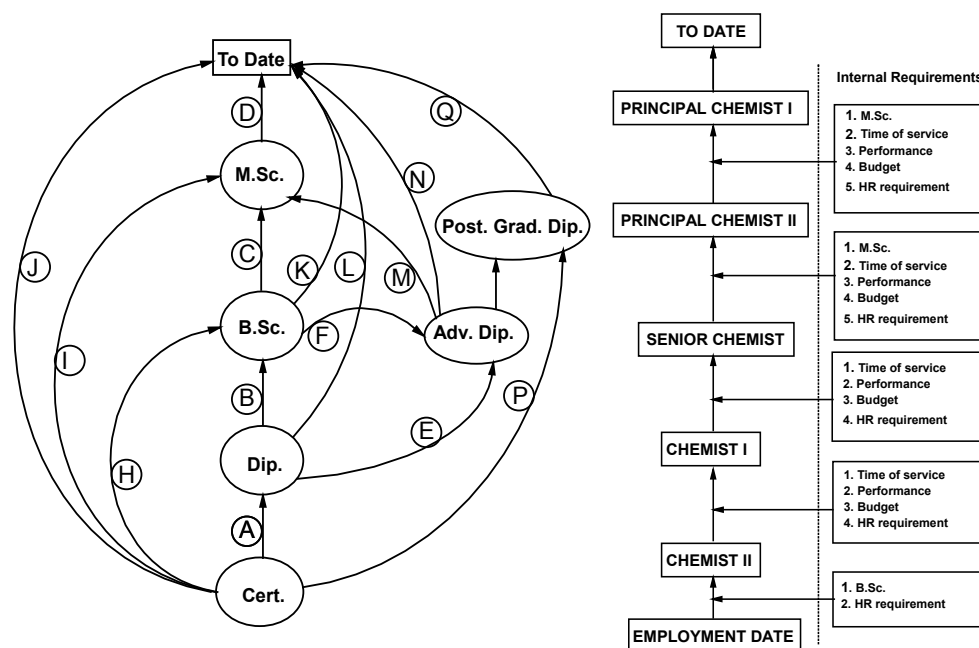 To Date
D
Q
M.Sc.
N
Post. Grad. Dip.
J
C
K
L
M
B.Sc.
F
Adv. Dip.
I
B
P
E
H
Dip.
A
Cert.
TO DATE
Internal Requirements
PRINCIPAL CHEMIST I
1. M.Sc.
2. Time of service
3. Performance
4. Budget
5. HR requirement
PRINCIPAL CHEMIST II
1. M.Sc.
2. Time of service
3. Performance
4. Budget
5. HR requirement
SENIOR CHEMIST
1. Time of service
2. Performance
3. Budget
4. HR requirement
CHEMIST I
1. Time of service
2. Performance
3. Budget
4. HR requirement
CHEMIST II
1. B.Sc.
2. HR requirement
EMPLOYMENT DATE